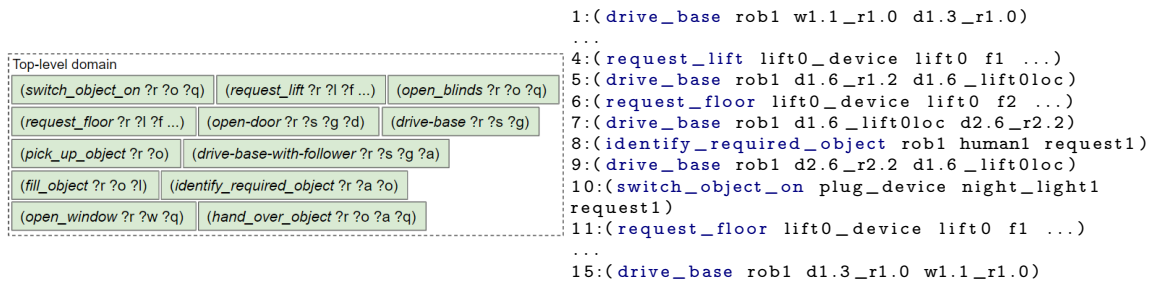 Top-level domain
(switch_object_on ?r ?o ?q) (request_lift ?r ?l ?f ...) (open_blinds ?r ?o ?q)
(request_floor ?r ?l ?f ...) (open-door ?r ?s ?g ?d) (drive-base ?r ?s ?g)
(pick_up_object ?r ?o) (drive-base-with-follower ?r ?s ?g ?a)
(fill_object ?r ?o ?l) (identify_required_object ?r ?a ?o)
(open_window ?r ?w ?q) (hand_over_object ?r ?o ?a ?q)
1:(drive_base rob1 w1.1_r1.0 d1.3_r1.0)
...
4:(request_lift lift0_device lift0 f1 ...)
5:(drive_base rob1 d1.6_r1.2 d1.6_lift0loc)
6:(request_floor lift0_device lift0 f2 ...)
7:(drive_base rob1 d1.6_lift0loc d2.6_r2.2)
8:(identify_required_object rob1 human1 request1)
9:(drive_base rob1 d2.6_r2.2 d1.6_lift0loc)
10:(switch_object_on plug_device night_light1
request1)
11:(request_floor lift0_device lift0 f1 ...)
...
15:(drive_base rob1 d1.3_r1.0 w1.1_r1.0)